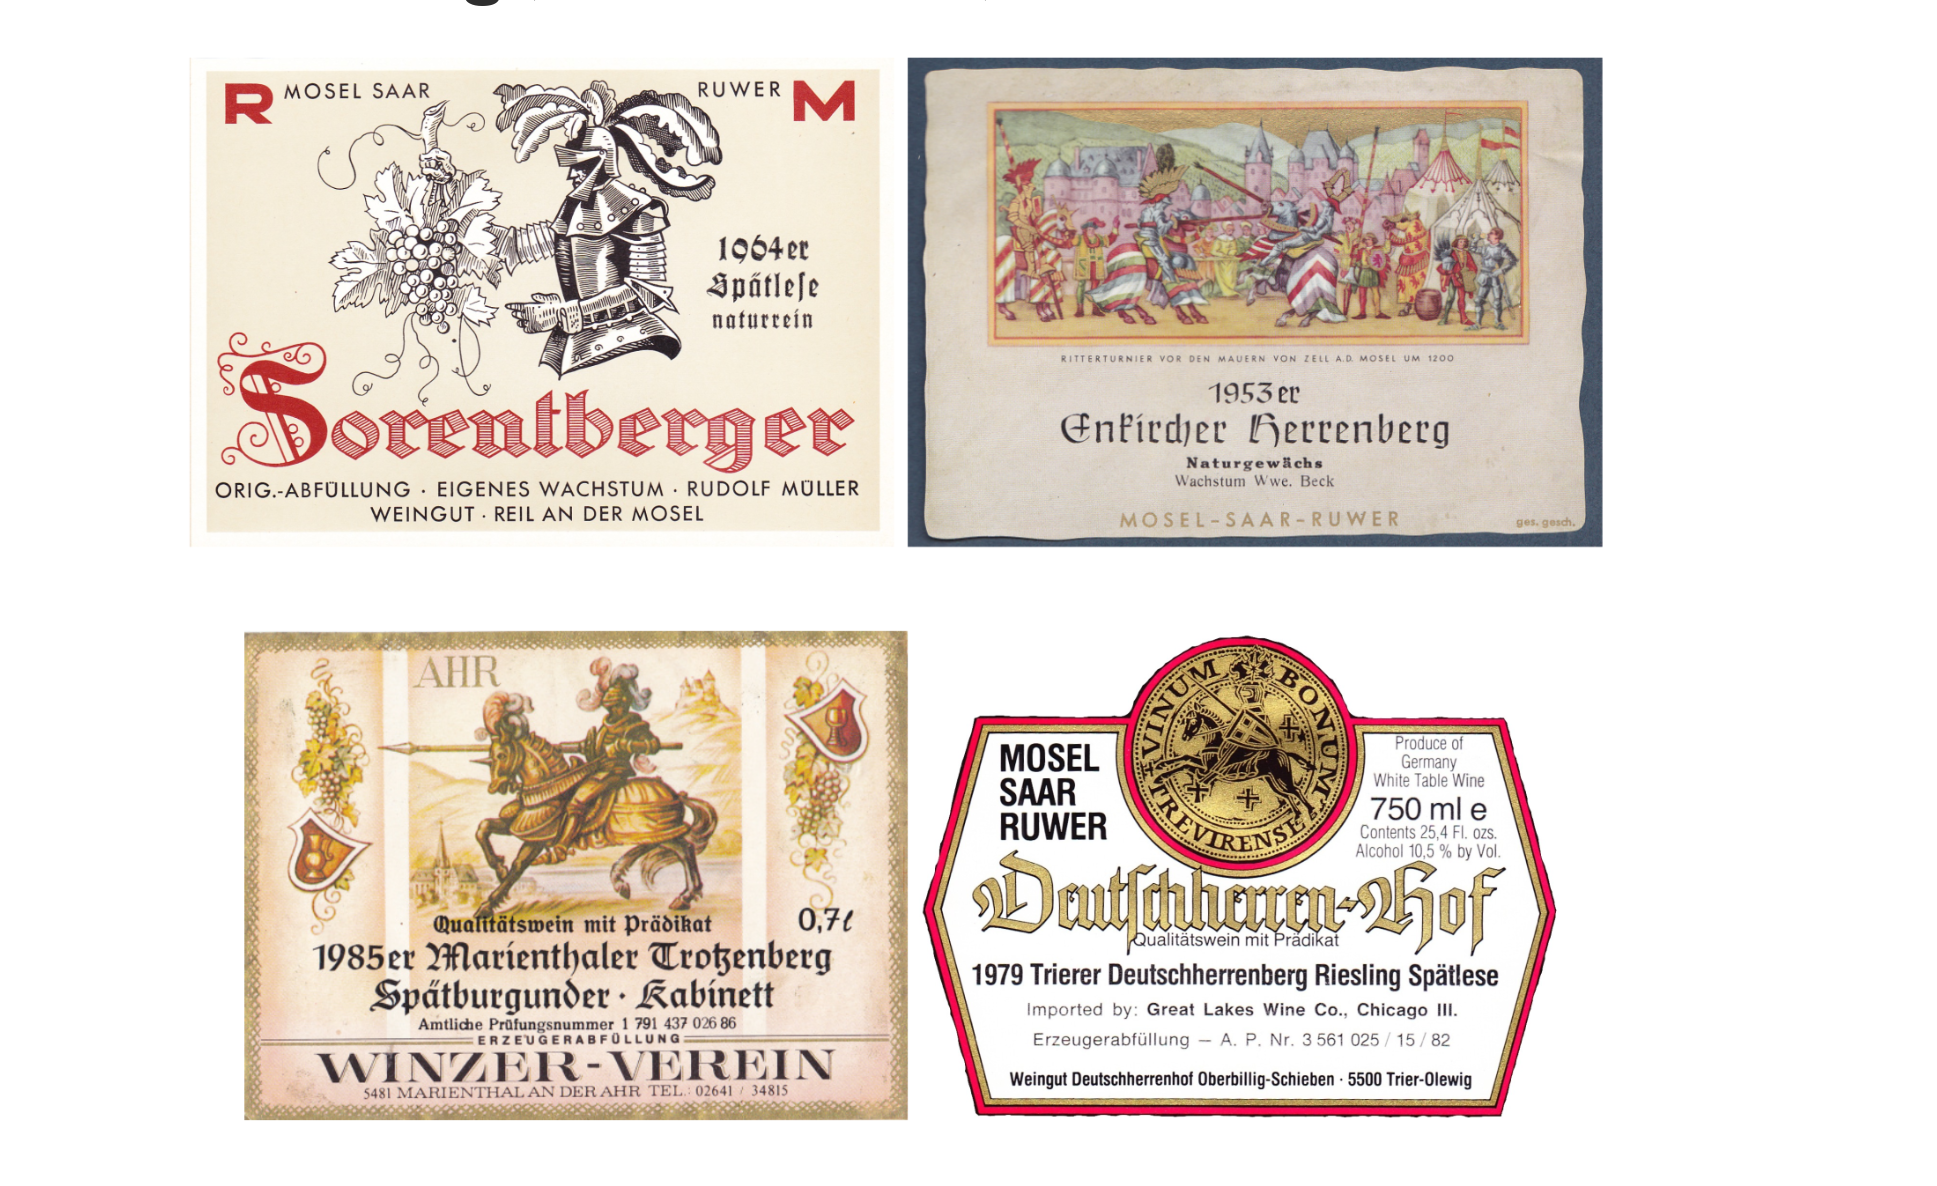 R MOSEL SAAR RUWER M
1964er
Spätlese
naturrein
Sorentberger
ORIG.-ABFÜLLUNG · EIGENES WACHSTUM · RUDOLF MÜLLER
WEINGUT · REIL AN DER MOSEL
RITTERTURNIER VOR DEN MAUERN VON ZELL A.D. MOSEL UM 1200
1953er
Enkircher Herrenberg
Naturgewächs
Wachstum Wwe. Beck
MOSEL-SAAR-RUWER
ges. gesch.
AHR
Qualitätswein mit Prädikat
0,7ℓ
1985er Marienthaler Trotzenberg
Spätburgunder · Kabinett
Amtliche Prüfungsnummer 1 791 437 026 86
ERZEUGERABFÜLLUNG
WINZER-VEREIN
5481 MARIENTHAL AN DER AHR TEL.: 02641 / 34815
VINUM BONUM TREVIRENSE
MOSEL
SAAR
RUWER
Produce of
Germany
White Table Wine
750 ml e
Contents 25,4 Fl. ozs.
Alcohol 10,5 % by Vol.
Deutschherren-Hof
Qualitätswein mit Prädikat
1979 Trierer Deutschherrenberg Riesling Spätlese
Imported by: Great Lakes Wine Co., Chicago Ill.
Erzeugerabfüllung — A. P. Nr. 3 561 025 / 15 / 82
Weingut Deutschherrenhof Oberbillig-Schieben · 5500 Trier-Olewig